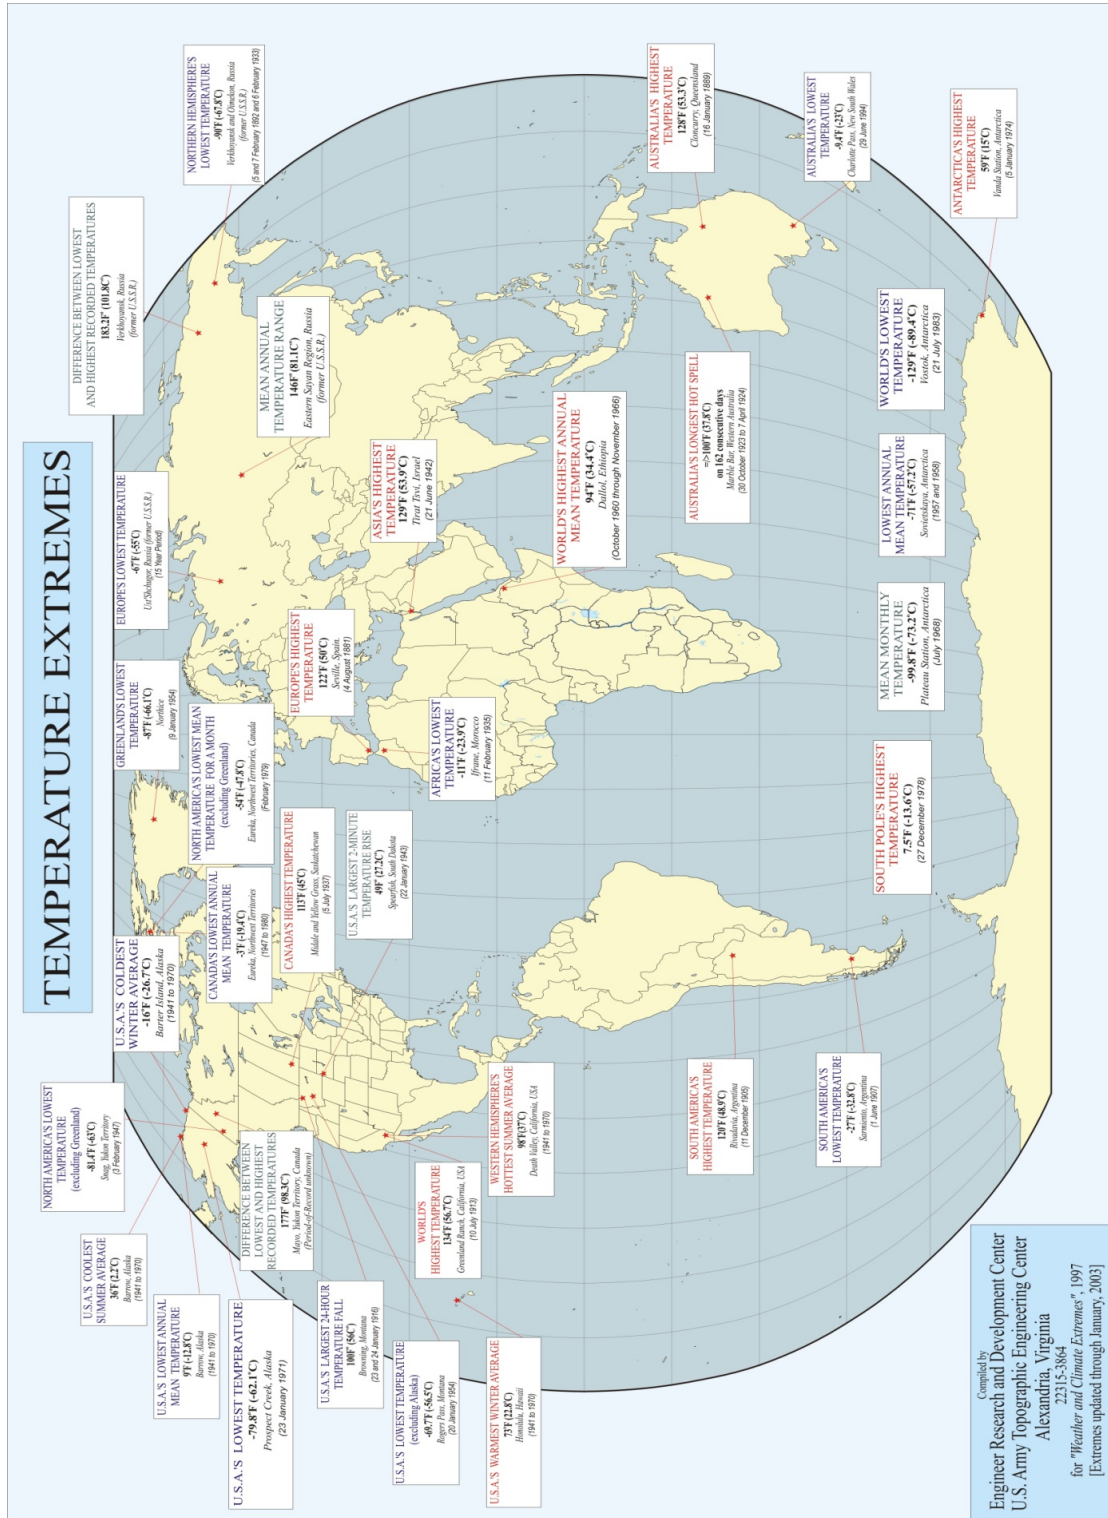 TEMPERATURE EXTREMES
U.S.A.'S COOLEST
SUMMER AVERAGE
36°F (2.2°C)
Barrow, Alaska
(1941 to 1970)
NORTH AMERICA'S LOWEST
TEMPERATURE
(excluding Greenland)
-81.4°F (-63°C)
Snag, Yukon Territory
(3 February 1947)
U.S.A.'S COLDEST
WINTER AVERAGE
-16°F (-26.7°C)
Barter Island, Alaska
(1941 to 1970)
GREENLAND'S LOWEST
TEMPERATURE
-87°F (-66.1°C)
Northice
(9 January 1954)
EUROPE'S LOWEST TEMPERATURE
-67°F (-55°C)
Ust'Shchugor, Russia (former U.S.S.R.)
(15 Year Period)
DIFFERENCE BETWEEN LOWEST
AND HIGHEST RECORDED TEMPERATURES
183.2F° (101.8C°)
Verkhoyansk, Russia
(former U.S.S.R.)
NORTHERN HEMISPHERE'S
LOWEST TEMPERATURE
-90°F (-67.8°C)
Verkhoyansk and Oimekon, Russia
(former U.S.S.R.)
(5 and 7 February 1892 and 6 February 1933)
U.S.A.'S LOWEST ANNUAL
MEAN TEMPERATURE
9°F (-12.8°C)
Barrow, Alaska
(1941 to 1970)
CANADA'S LOWEST ANNUAL
MEAN TEMPERATURE
-3°F (-19.4°C)
Eureka, Northwest Territories
(1947 to 1980)
NORTH AMERICA'S LOWEST MEAN
TEMPERATURE FOR A MONTH
(excluding Greenland)
-54°F (-47.8°C)
Eureka, Northwest Territories, Canada
(February 1979)
U.S.A.'S LOWEST TEMPERATURE
-79.8°F (-62.1°C)
Prospect Creek, Alaska
(23 January 1971)
DIFFERENCE BETWEEN
LOWEST AND HIGHEST
RECORDED TEMPERATURES
177F° (98.3C°)
Mayo, Yukon Territory, Canada
(Period-of-Record unknown)
CANADA'S HIGHEST TEMPERATURE
113°F (45°C)
Midale and Yellow Grass, Saskatchewan
(5 July 1937)
EUROPE'S HIGHEST
TEMPERATURE
122°F (50°C)
Seville, Spain.
(4 August 1881)
MEAN ANNUAL
TEMPERATURE RANGE
146F° (81.1C°)
Eastern Sayan Region, Russia
(former U.S.S.R.)
U.S.A.'S LARGEST 24-HOUR
TEMPERATURE FALL
100F° (56C°)
Browning, Montana
(23 and 24 January 1916)
U.S.A.'S LARGEST 2-MINUTE
TEMPERATURE RISE
49F° (27.2C°)
Spearfish, South Dakota
(22 January 1943)
ASIA'S HIGHEST
TEMPERATURE
129°F (53.9°C)
Tirat Tsvi, Israel
(21 June 1942)
U.S.A.'S LOWEST TEMPERATURE
(excluding Alaska)
-69.7°F (-56.5°C)
Rogers Pass, Montana
(20 January 1954)
WORLD'S
HIGHEST TEMPERATURE
134°F (56.7°C)
Greenland Ranch, California, USA
(10 July 1913)
AFRICA'S LOWEST
TEMPERATURE
-11°F (-23.9°C)
Ifrane, Morocco
(11 February 1935)
U.S.A.'S WARMEST WINTER AVERAGE
73°F (22.8°C)
Honolulu, Hawaii
(1941 to 1970)
WESTERN HEMISPHERE'S
HOTTEST SUMMER AVERAGE
98°F(37°C)
Death Valley, California, USA
(1941 to 1970)
WORLD'S HIGHEST ANNUAL
MEAN TEMPERATURE
94°F (34.4°C)
Dallol, Ethiopia
(October 1960 through November 1966)
AUSTRALIA'S HIGHEST
TEMPERATURE
128°F (53.3°C)
Cloncurry, Queensland
(16 January 1889)
SOUTH AMERICA'S
HIGHEST TEMPERATURE
120°F (48.9°C)
Rivadavia, Argentina
(11 December 1905)
AUSTRALIA'S LONGEST HOT SPELL
=/>100°F (37.8°C)
on 162 consecutive days
Marble Bar, Western Australia
(30 October 1923 to 7 April 1924)
SOUTH AMERICA'S
LOWEST TEMPERATURE
-27°F (-32.8°C)
Sarmiento, Argentina
(1 June 1907)
AUSTRALIA'S LOWEST
TEMPERATURE
-9.4°F (-23°C)
Charlotte Pass, New South Wales
(29 June 1994)
SOUTH POLE'S HIGHEST
TEMPERATURE
7.5°F (-13.6°C)
(27 December 1978)
MEAN MONTHLY
TEMPERATURE
-99.8°F (-73.2°C)
Plateau Station, Antarctica
(July 1968)
LOWEST ANNUAL
MEAN TEMPERATURE
-71°F (-57.2°C)
Sovietskaya, Antarctica
(1957 and 1958)
WORLD'S LOWEST
TEMPERATURE
-129°F (-89.4°C)
Vostok, Antarctica
(21 July 1983)
ANTARCTICA'S HIGHEST
TEMPERATURE
59°F (15°C)
Vanda Station, Antarctica
(5 January 1974)
Compiled by
Engineer Research and Development Center
U.S. Army Topographic Engineering Center
Alexandria, Virginia
22315-3864
for "Weather and Climate Extremes", 1997
[Extremes updated through January, 2003]